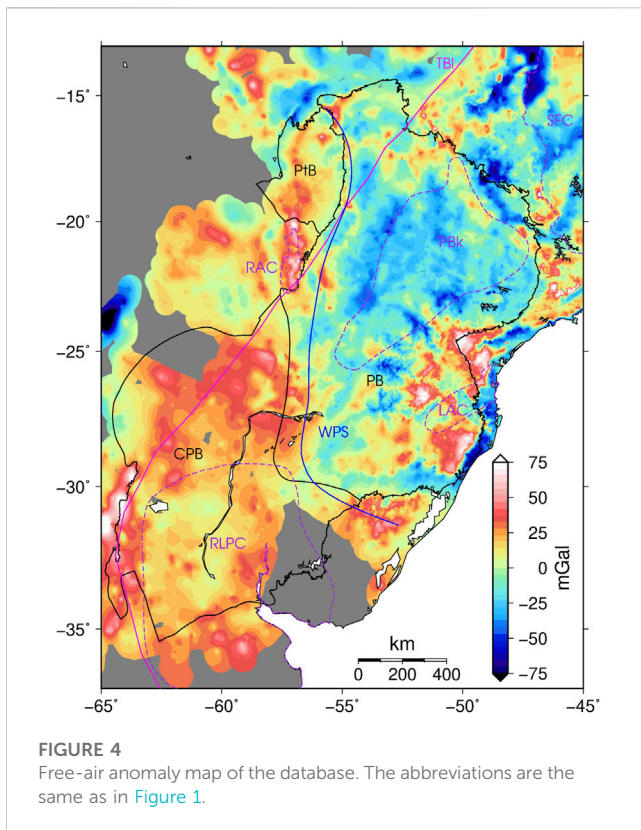 TBL
−15°
SFC
PtB
−20°
PBk
RAC
−25°
PB
LAC
WPS
CPB
−30°
RLPC
−35°
km
0 200 400
75
50
25
0
−25
−50
−75
mGal
−65° −60° −55° −50° −45°
FIGURE 4
Free-air anomaly map of the database. The abbreviations are the
same as in Figure 1.